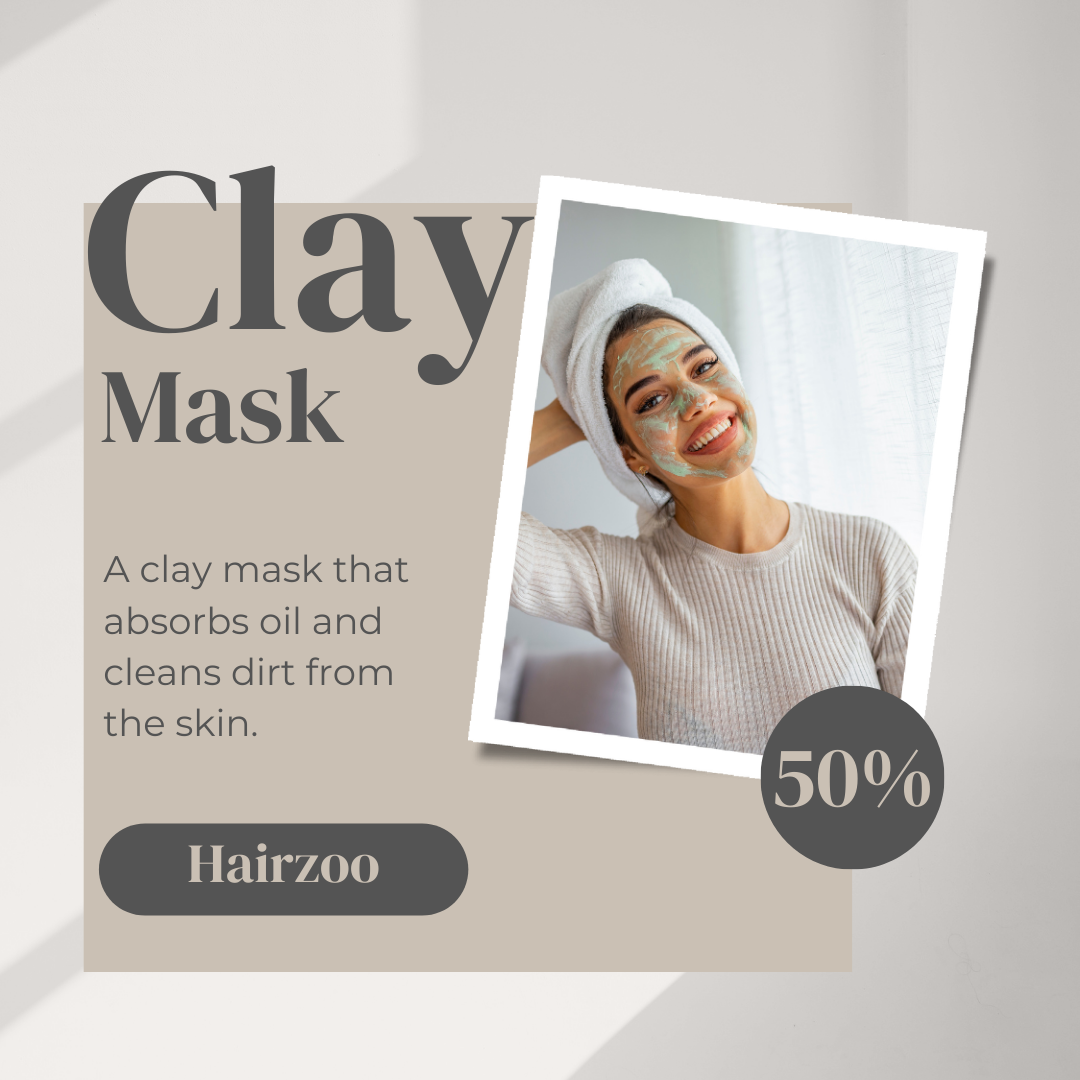 Clay
Mask
A clay mask that
absorbs oil and
cleans dirt from
the skin.
50%
Hairzoo